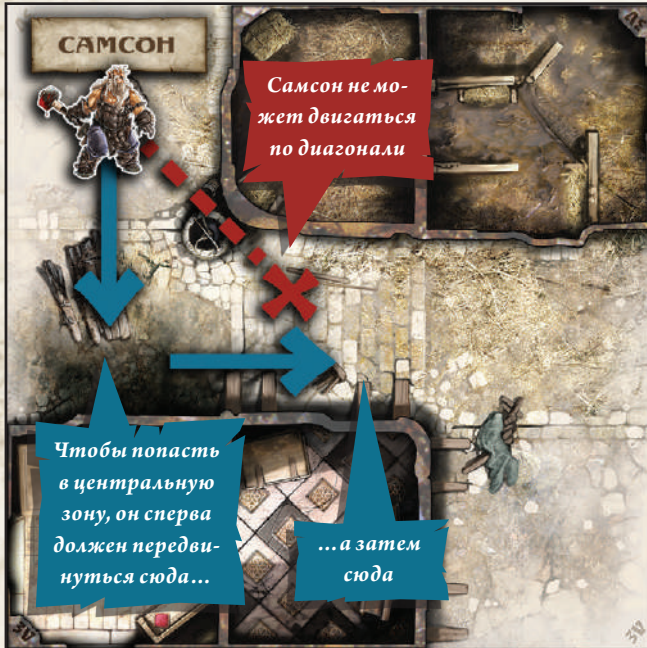 САМСОН
Самсон не мо-
жет двигаться
по диагонали
Чтобы попасть
в центральную
зону, он сперва
должен передви-
нуться сюда...
...а затем
сюда
3V